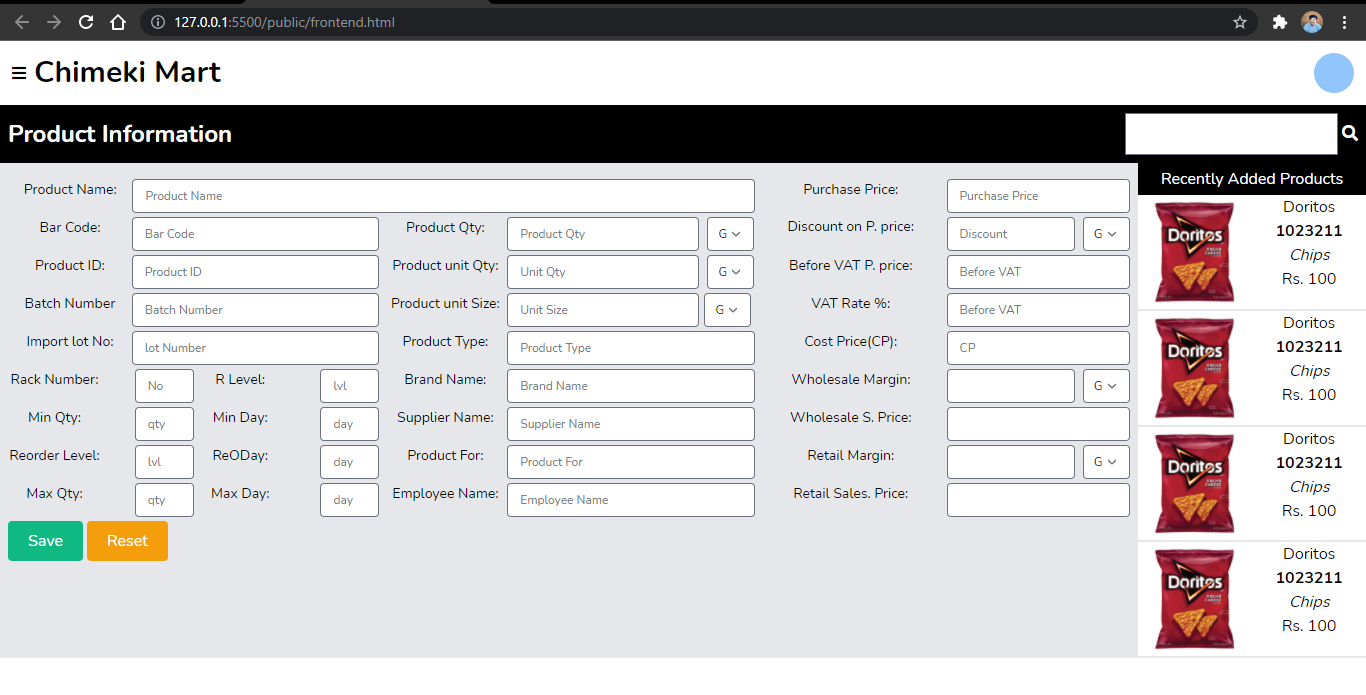 127.0.0.1:5500/public/frontend.html
Chimeki Mart
Product Information
Product Name: Product Name Purchase Price: Purchase Price
Bar Code: Bar Code Product Qty: Product Qty G Discount on P. price: Discount G
Product ID: Product ID Product unit Qty: Unit Qty G Before VAT P. price: Before VAT
Batch Number Batch Number Product unit Size: Unit Size G VAT Rate %: Before VAT
Import lot No: lot Number Product Type: Product Type Cost Price(CP): CP
Rack Number: No R Level: lvl Brand Name: Brand Name Wholesale Margin: G
Min Qty: qty Min Day: day Supplier Name: Supplier Name Wholesale S. Price:
Reorder Level: lvl ReODay: day Product For: Product For Retail Margin: G
Max Qty: qty Max Day: day Employee Name: Employee Name Retail Sales. Price:
Save Reset
Recently Added Products
Doritos
Doritos
1023211
Chips
Rs. 100
Doritos
Doritos
1023211
Chips
Rs. 100
Doritos
Doritos
1023211
Chips
Rs. 100
Doritos
Doritos
1023211
Chips
Rs. 100